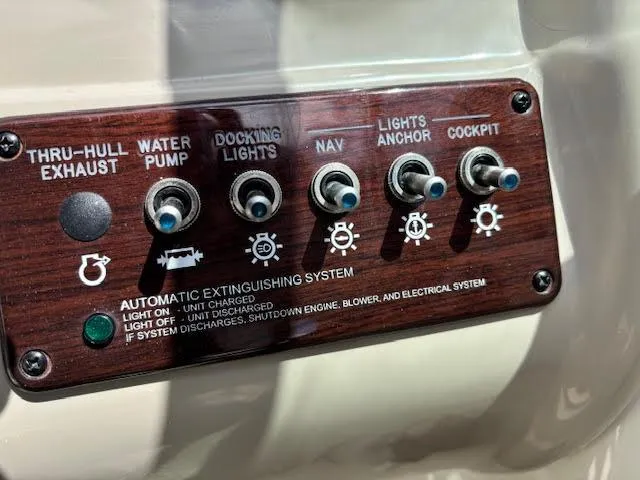 THRU-HULL
EXHAUST
WATER
PUMP
DOCKING
LIGHTS
LIGHTS
NAV
ANCHOR
COCKPIT
AUTOMATIC EXTINGUISHING SYSTEM
LIGHT ON - UNIT CHARGED
LIGHT OFF - UNIT DISCHARGED
IF SYSTEM DISCHARGES, SHUTDOWN ENGINE, BLOWER, AND ELECTRICAL SYSTEM